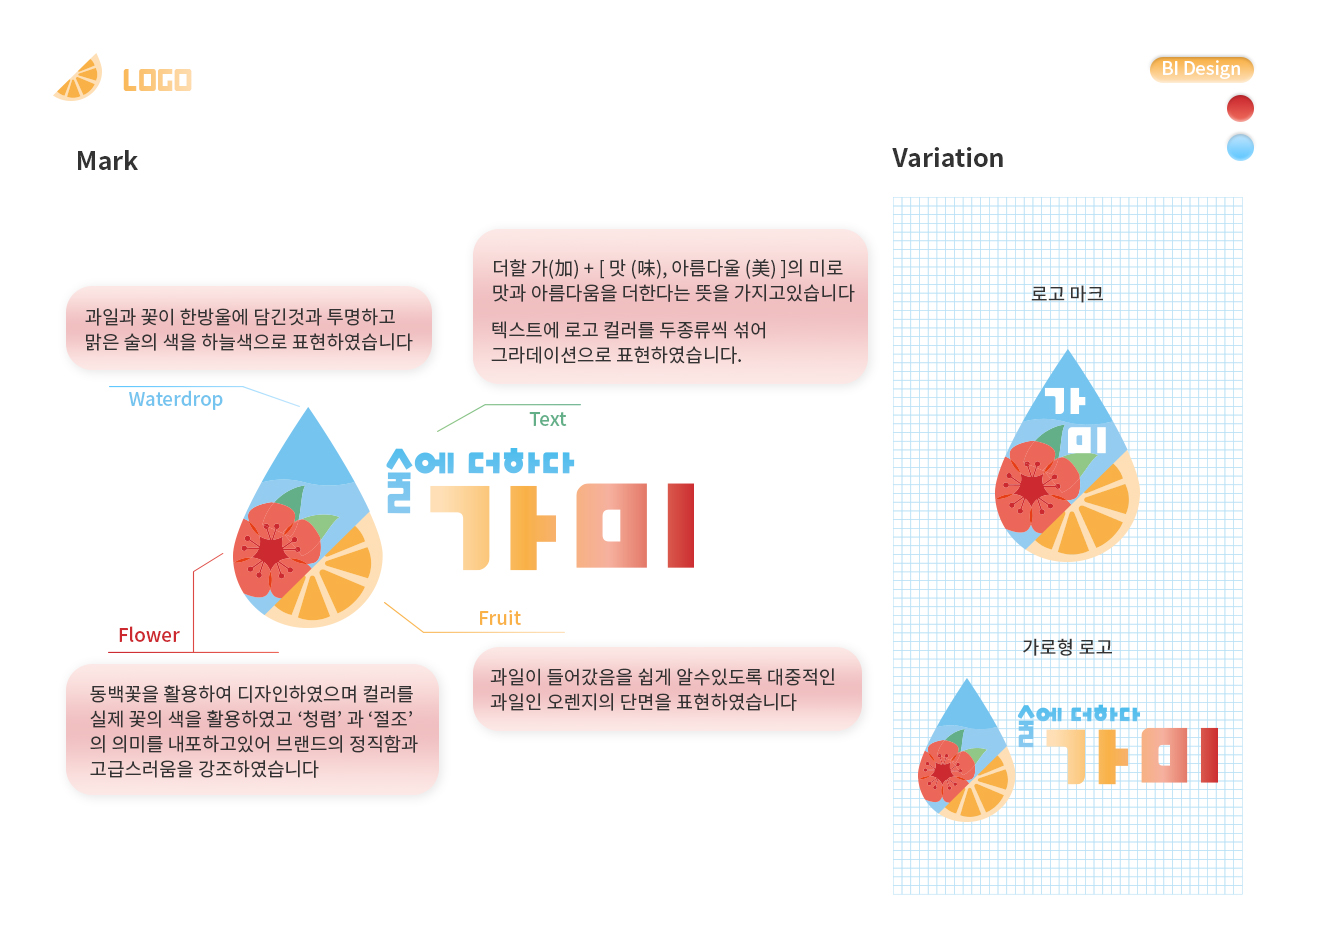 LOGO
BI Design
Mark
Variation
과일과 꽃이 한방울에 담긴것과 투명하고
맑은 술의 색을 하늘색으로 표현하였습니다
더할 가(加) + [ 맛 (味), 아름다울 (美) ]의 미로
맛과 아름다움을 더한다는 뜻을 가지고있습니다
텍스트에 로고 컬러를 두종류씩 섞어
그라데이션으로 표현하였습니다.
Waterdrop
Text
술에 더하다
가미
Flower
Fruit
동백꽃을 활용하여 디자인하였으며 컬러를
실제 꽃의 색을 활용하였고 ‘청렴’ 과 ‘절조’
의 의미를 내포하고있어 브랜드의 정직함과
고급스러움을 강조하였습니다
과일이 들어갔음을 쉽게 알수있도록 대중적인
과일인 오렌지의 단면을 표현하였습니다
로고 마크
가
미
가로형 로고
술에 더하다
가미